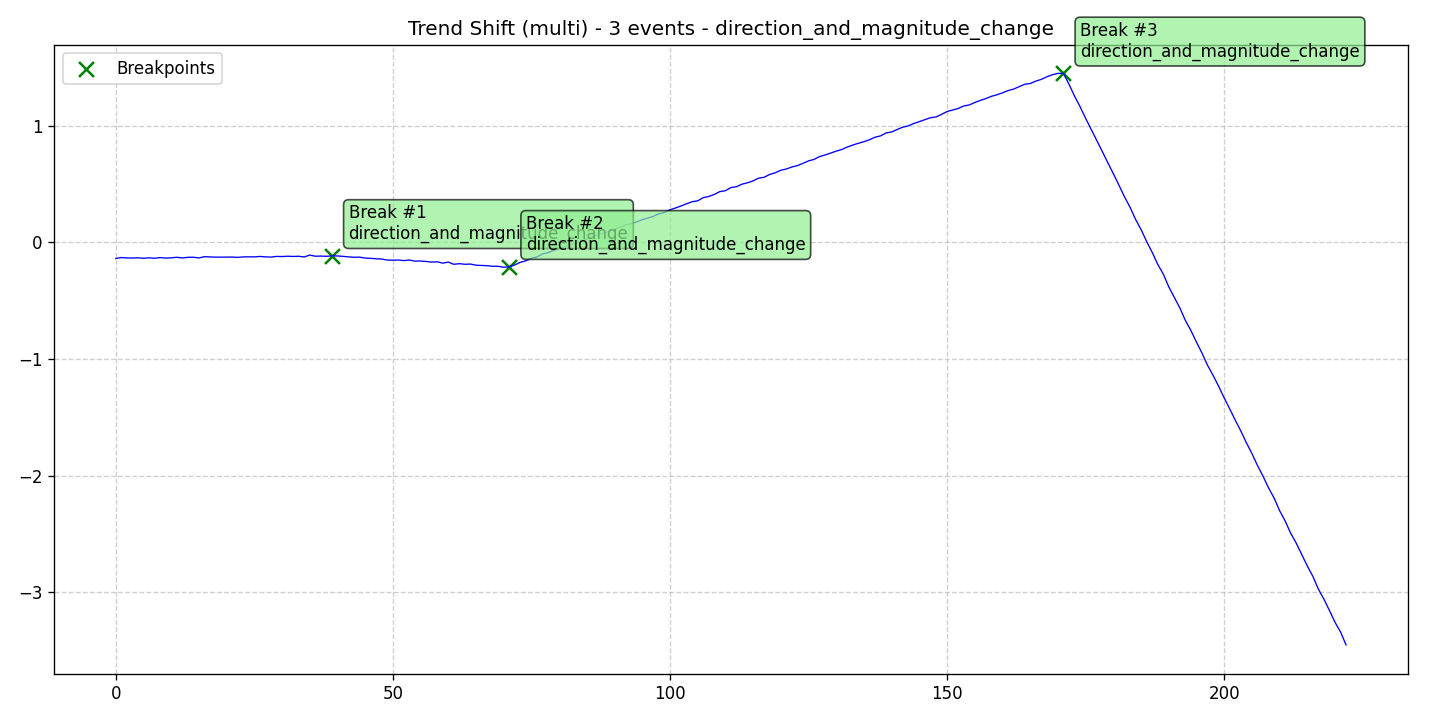 Trend Shift (multi) - 3 events - direction_and_magnitude_change
Break #3
direction_and_magnitude_change
Breakpoints
1
Break #1
direction_and_magnitude_change
Break #2
direction_and_magnitude_change
0
−1
−2
−3
0
50
100
150
200